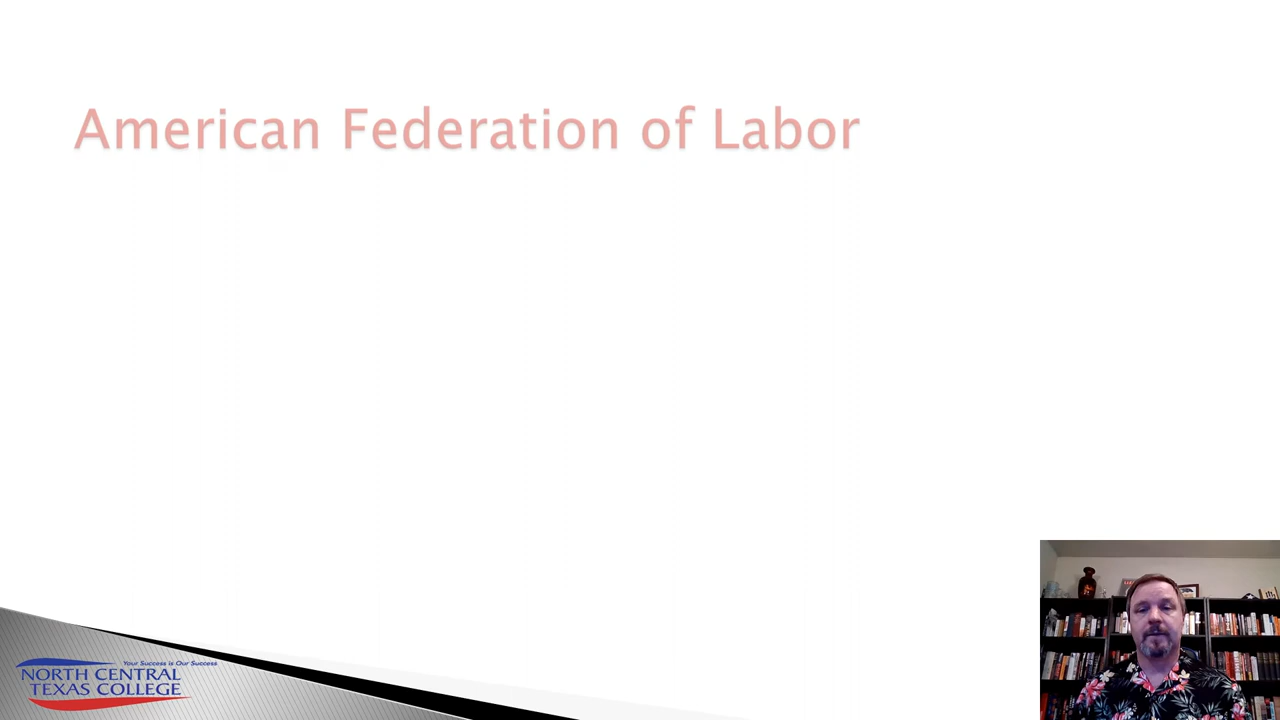 American Federation of Labor
Your Success is Our Success
NORTH CENTRAL
TEXAS COLLEGE